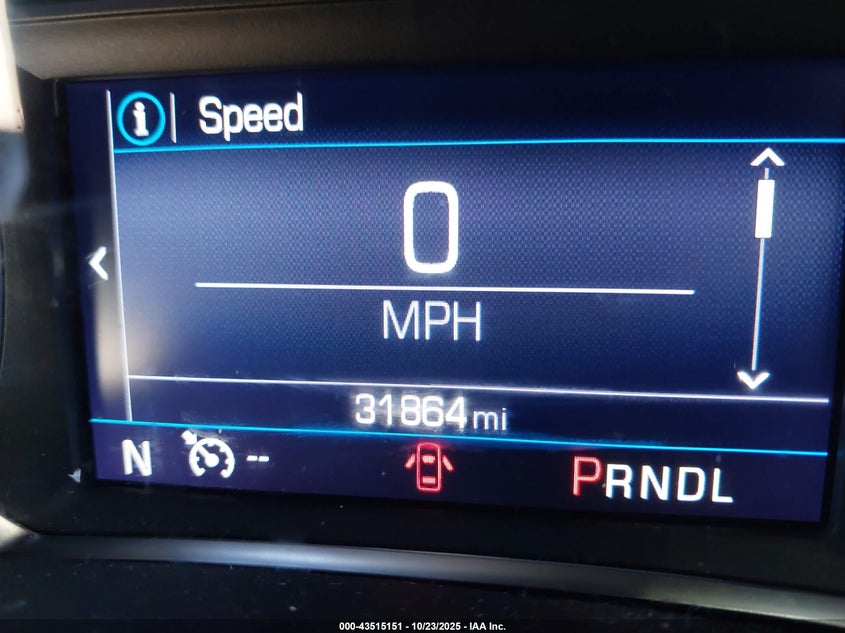 i | Speed
0
MPH
31864 mi
N -- PRNDL
000-43515151 - 10/23/2025 - IAA Inc.